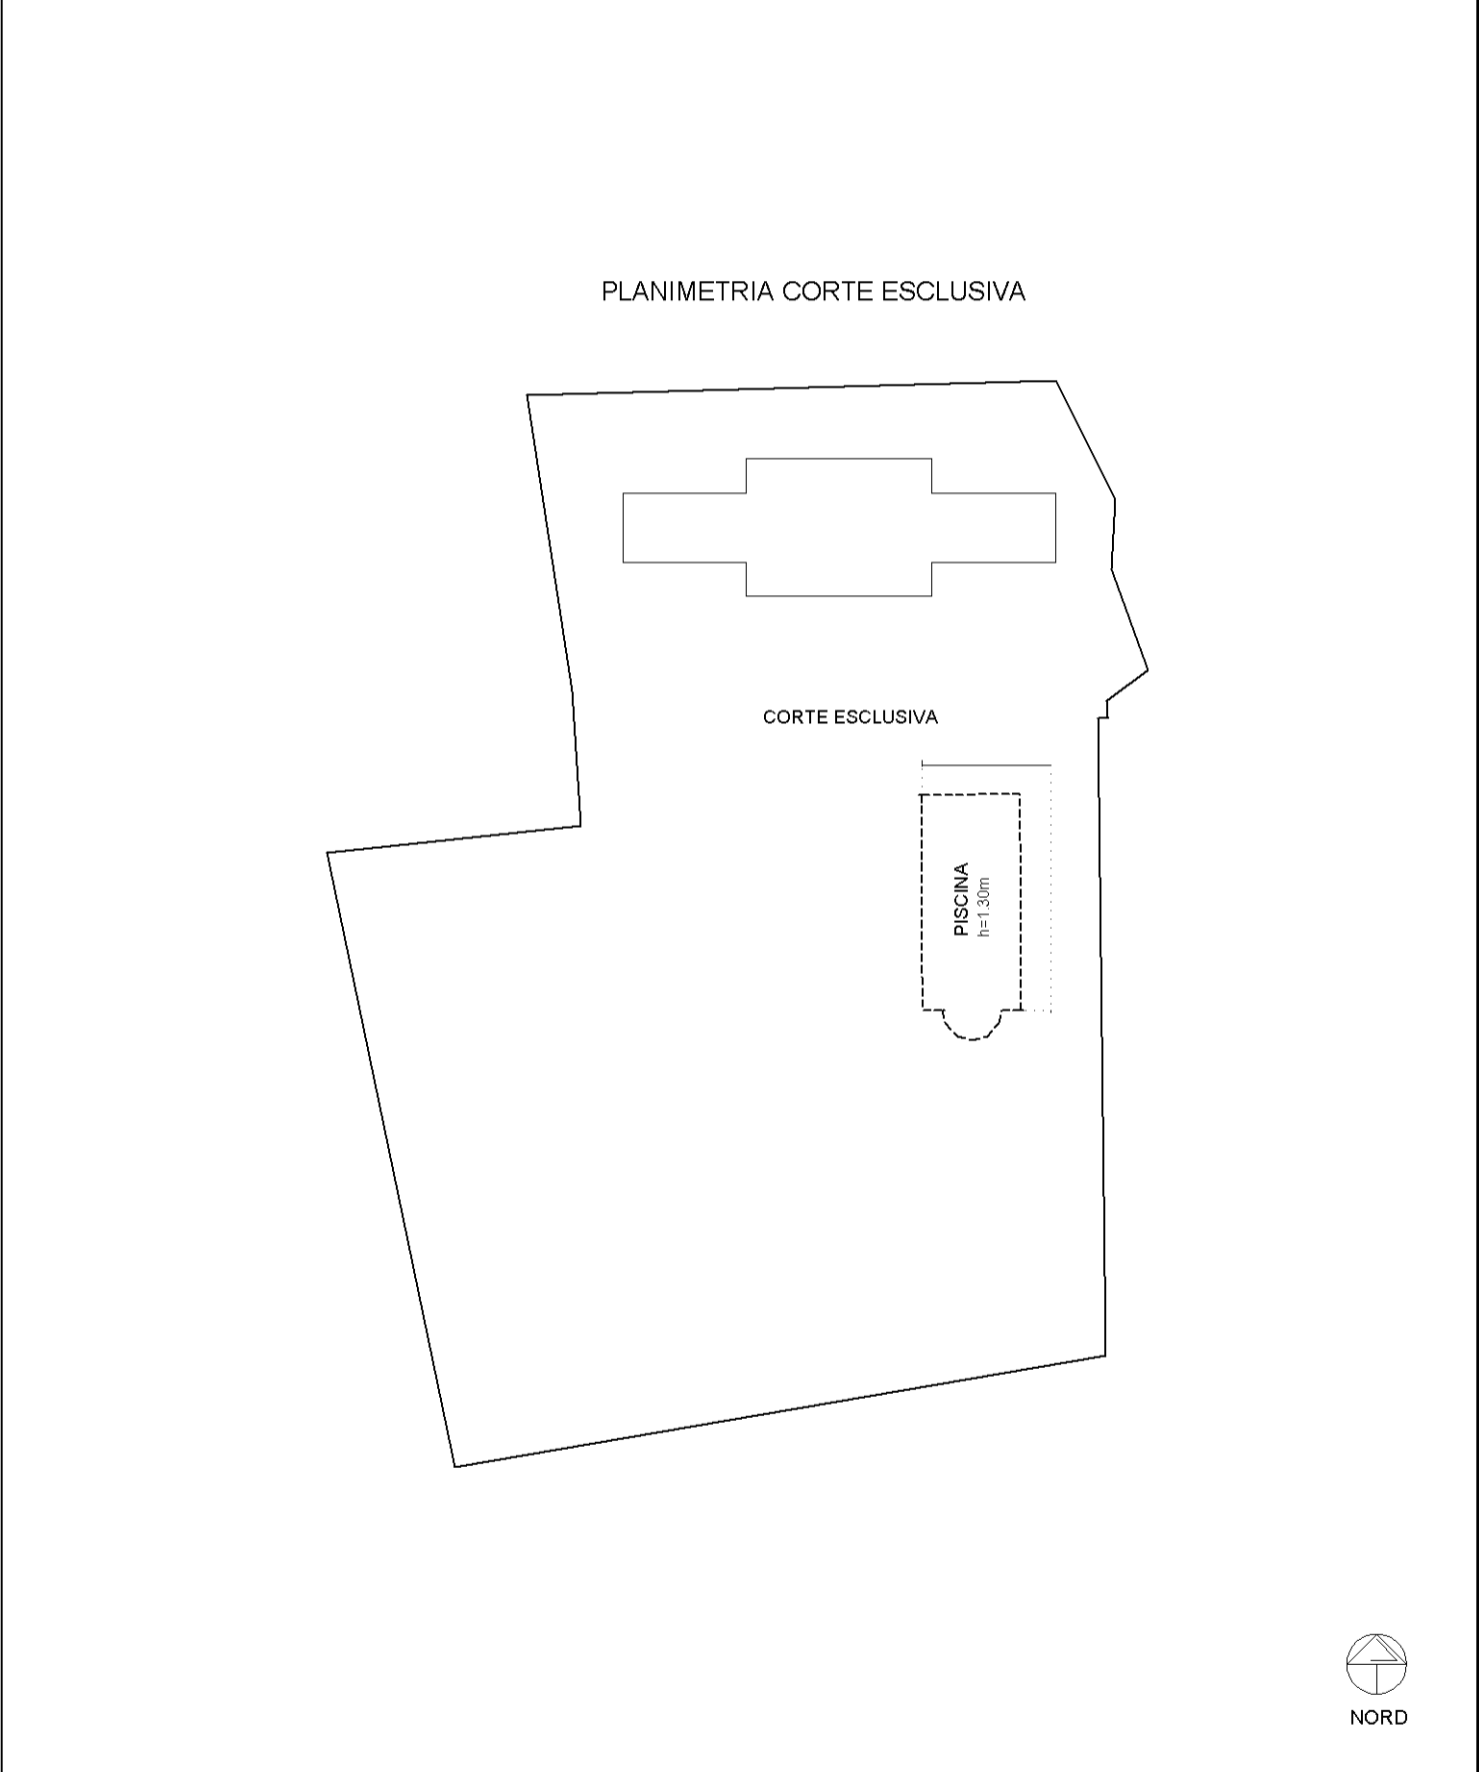 PLANIMETRIA CORTE ESCLUSIVA
CORTE ESCLUSIVA
PISCINA
h=1.30m
NORD